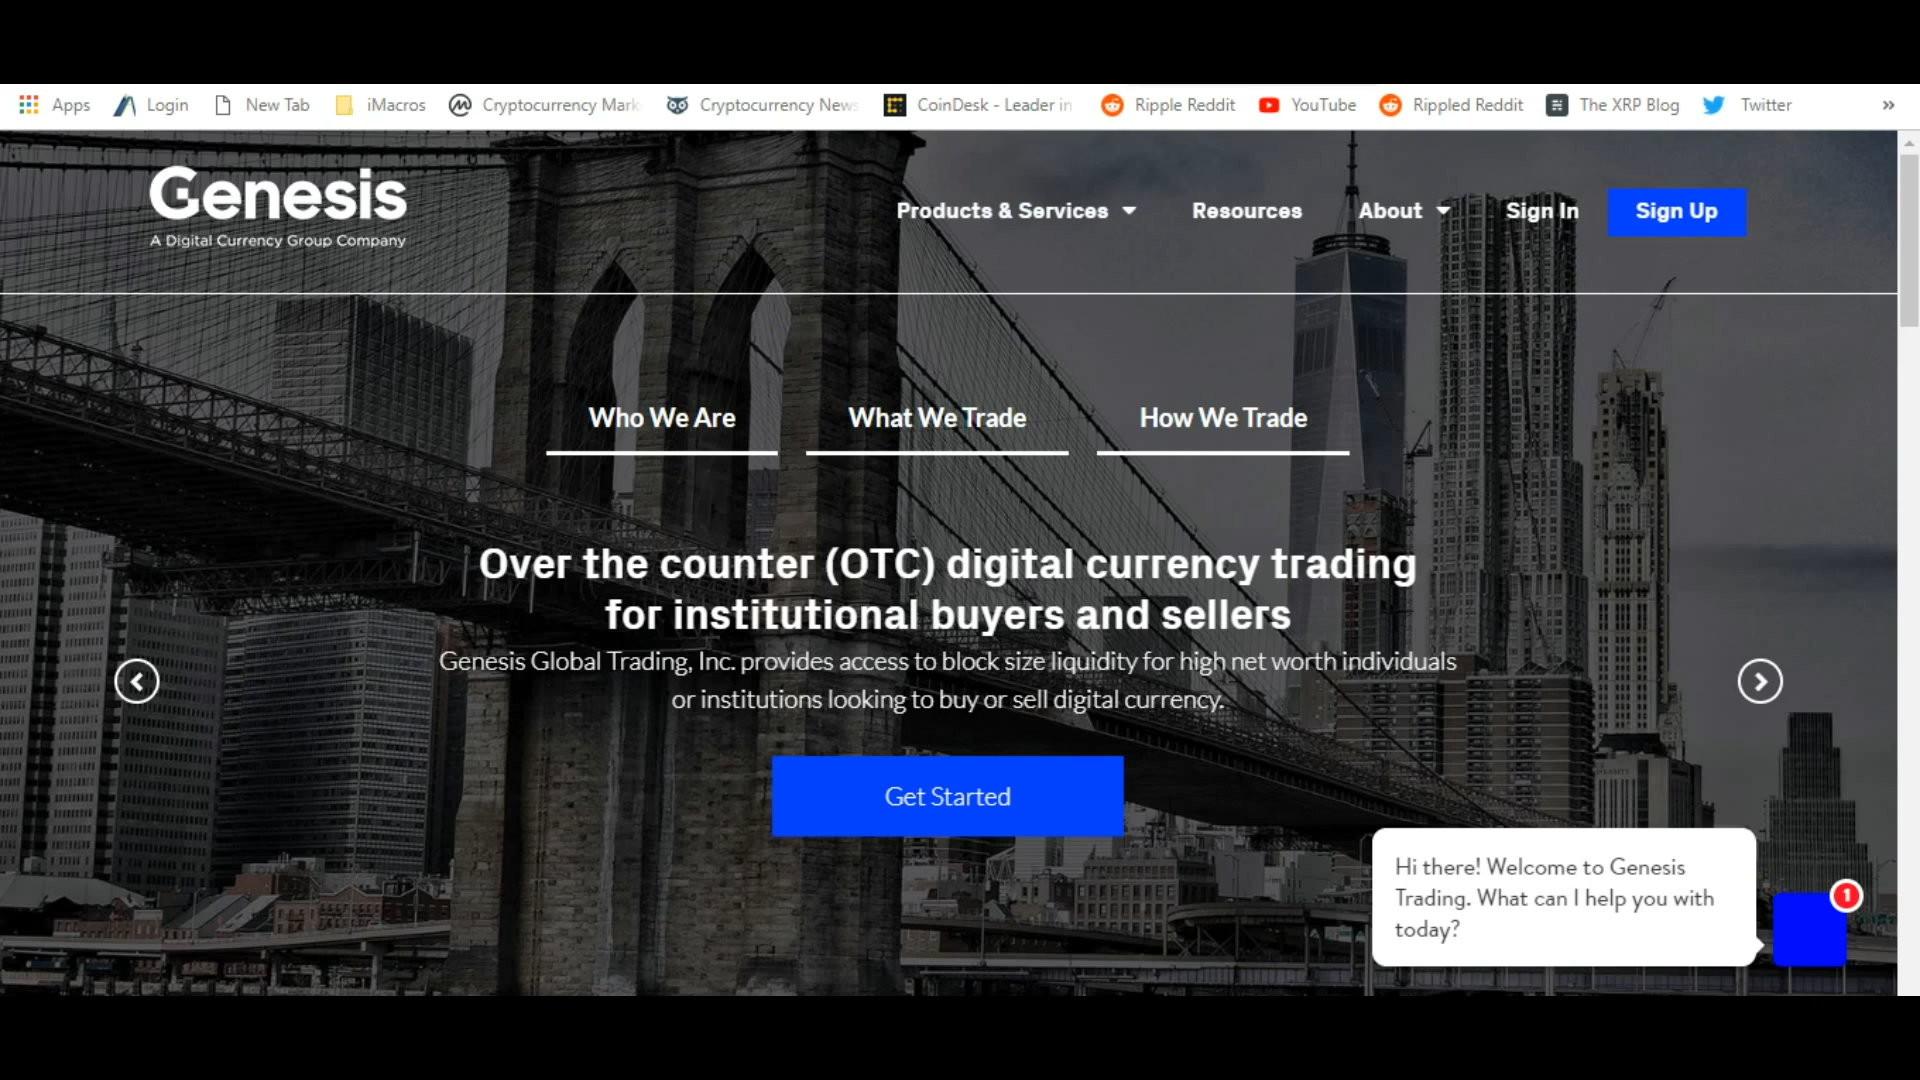 Apps Login New Tab iMacros Cryptocurrency Mark Cryptocurrency News CoinDesk - Leader in Ripple Reddit YouTube Rippled Reddit The XRP Blog Twitter »
Genesis
A Digital Currency Group Company
Products & Services Resources About Sign In Sign Up
Who We Are What We Trade How We Trade
Over the counter (OTC) digital currency trading
for institutional buyers and sellers
Genesis Global Trading, Inc. provides access to block size liquidity for high net worth individuals
or institutions looking to buy or sell digital currency.
Get Started
Hi there! Welcome to Genesis
Trading. What can I help you with
today?
1